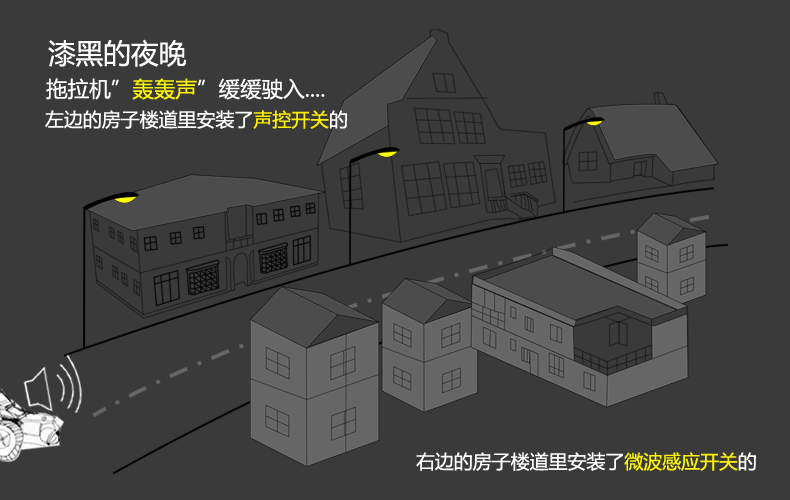 漆黑的夜晚
拖拉机”轰轰声”缓缓驶入....
左边的房子楼道里安装了声控开关的
右边的房子楼道里安装了微波感应开关的